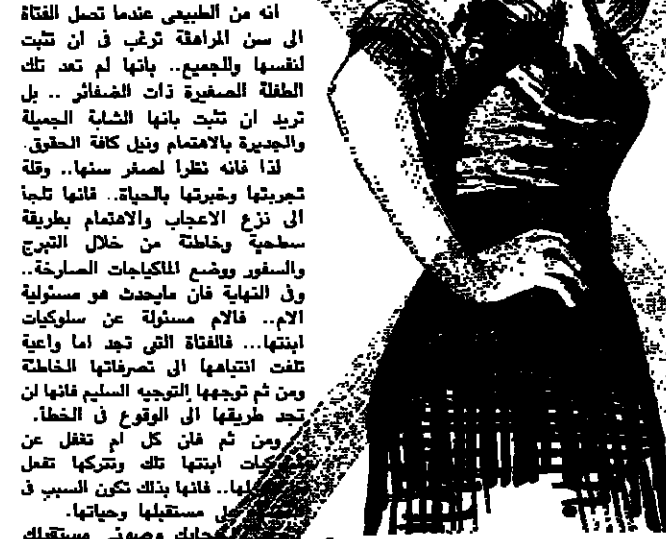 انه من الطبيعى عندما تصل الفتاة
الى سن المراهقة ترغب فى ان تثبت
لنفسها وللجميع.. بانها لم تعد تلك
الطفلة الصغيرة ذات الضفائر .. بل
تريد ان تثبت بانها الشابة الجميلة
والجديرة بالاهتمام ونيل كافة الحقوق.
لذا فانه نظرا لصغر سنها.. وقلة
تجربتها وخبرتها بالحياة.. فانها تلجأ
الى نزع الاعجاب والاهتمام بطريقة
سطحية وخاطئة من خلال التبرج
والسفور ووضع الماكياجات الصارخة..
وفى النهاية فان مايحدث هو مسئولية
الام.. فالام مسئولة عن سلوكيات
ابنتها... فالفتاة التى تجد اما واعية
تلفت انتباهها الى تصرفاتها الخاطئة
ومن ثم توجهها التوجيه السليم فانها لن
تجد طريقها الى الوقوع فى الخطأ.
ومن ثم فان كل ام تغفل عن
ابنتها تلك وتتركها تفعل
فانها بذلك تكون السبب فى
مستقبلها وحياتها.
وصونى مستقبلك